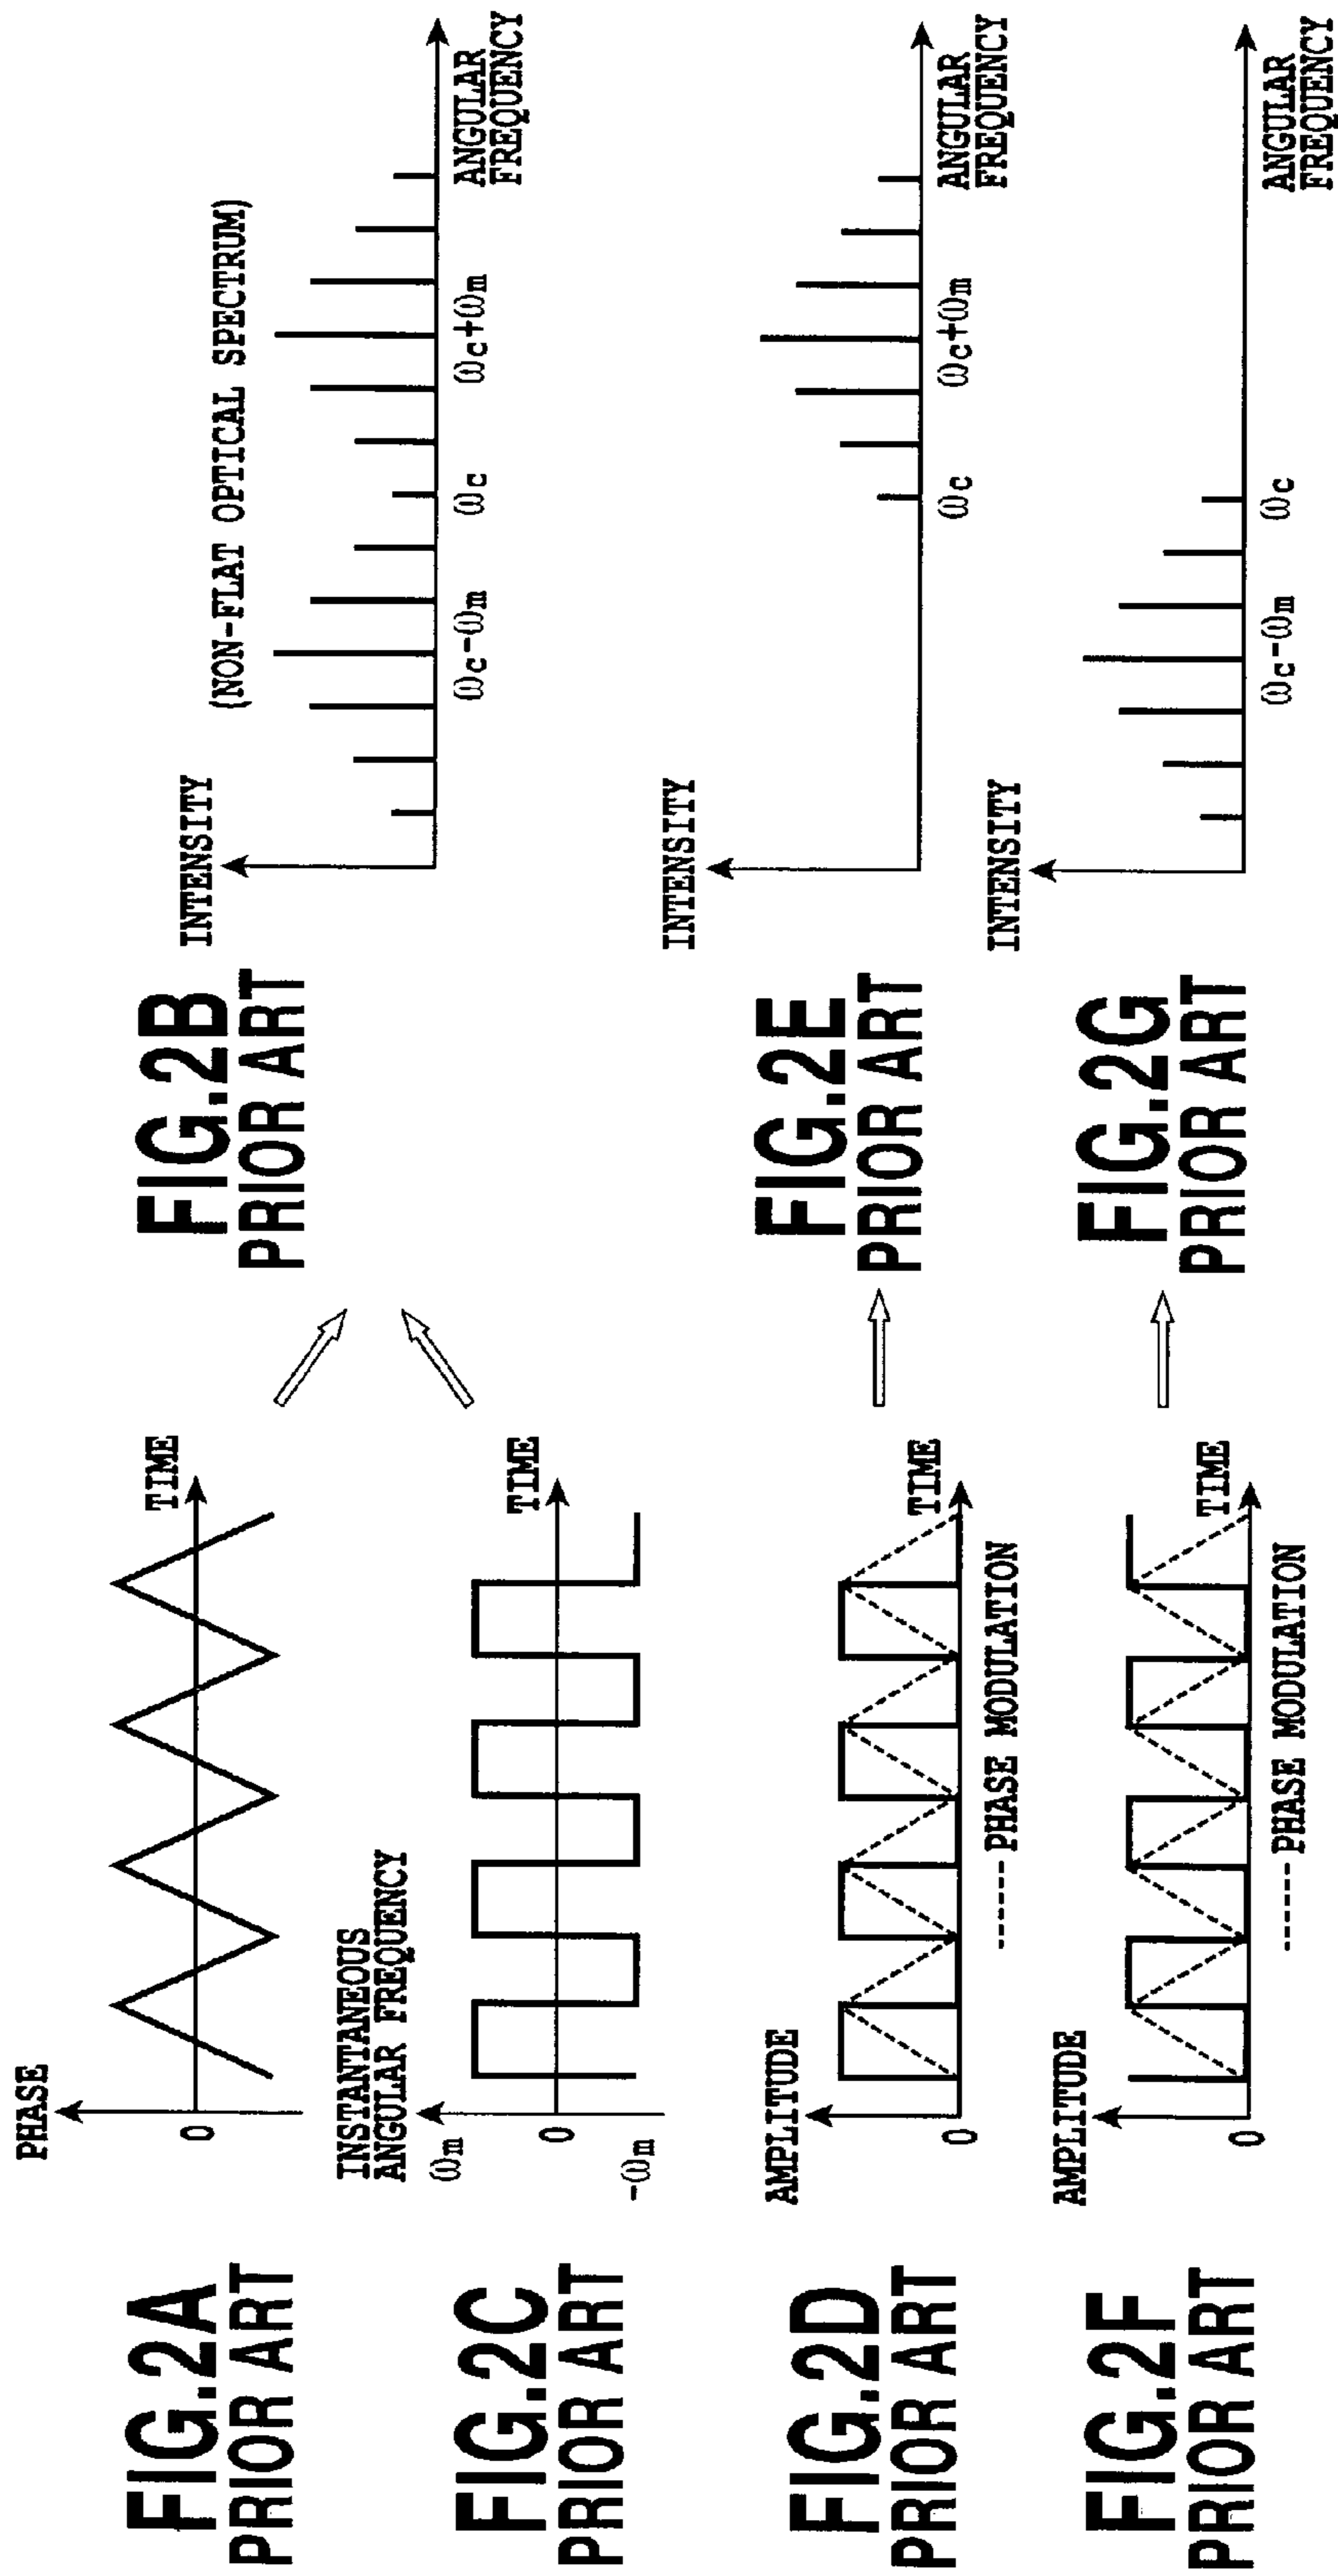 FIG.2A
PRIOR ART
PHASE
0
TIME
FIG.2B
PRIOR ART
INTENSITY
(NON-FLAT OPTICAL SPECTRUM)
ωc-ωm
ωc
ωc+ωm
ANGULAR
FREQUENCY
FIG.2C
PRIOR ART
INSTANTANEOUS
ANGULAR FREQUENCY
ωm
0
-ωm
TIME
FIG.2D
PRIOR ART
AMPLITUDE
0
TIME
------PHASE MODULATION
FIG.2E
PRIOR ART
INTENSITY
ωc
ωc+ωm
ANGULAR
FREQUENCY
FIG.2F
PRIOR ART
AMPLITUDE
0
TIME
------PHASE MODULATION
FIG.2G
PRIOR ART
INTENSITY
ωc-ωm
ωc
ANGULAR
FREQUENCY